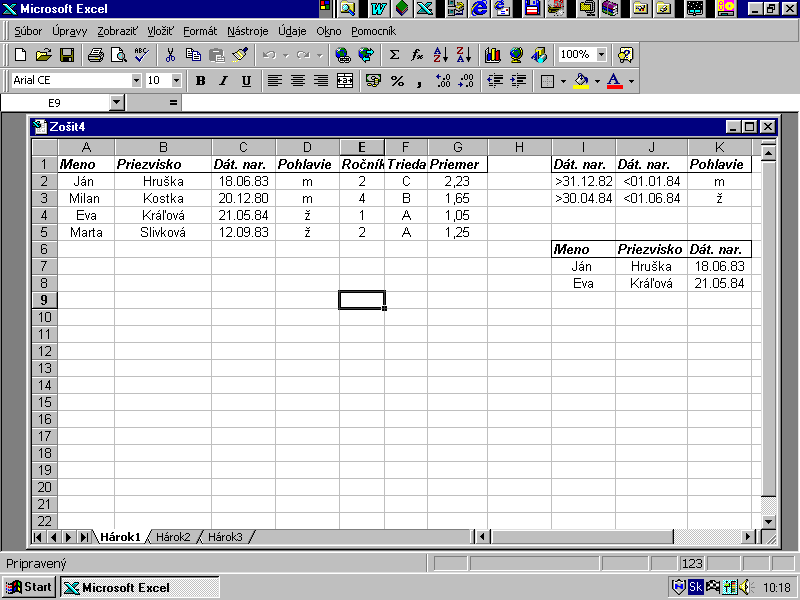 Microsoft Excel
Súbor Úpravy Zobraziť Vložiť Formát Nástroje Údaje Okno Pomocník
100%
Arial CE 10 B I U % ,
E9 =
Zošit4
A B C D E F G H I J K
1 Meno Priezvisko Dát. nar. Pohlavie Ročník Trieda Priemer Dát. nar. Dát. nar. Pohlavie
2 Ján Hruška 18.06.83 m 2 C 2,23 >31.12.82 <01.01.84 m
3 Milan Kostka 20.12.80 m 4 B 1,65 >30.04.84 <01.06.84 ž
4 Eva Kráľová 21.05.84 ž 1 A 1,05
5 Marta Slivková 12.09.83 ž 2 A 1,25
6 Meno Priezvisko Dát. nar.
7 Ján Hruška 18.06.83
8 Eva Kráľová 21.05.84
9
10
11
12
13
14
15
16
17
18
19
20
21
22
Hárok1 Hárok2 Hárok3
Pripravený 123
Start Microsoft Excel Sk 10:18